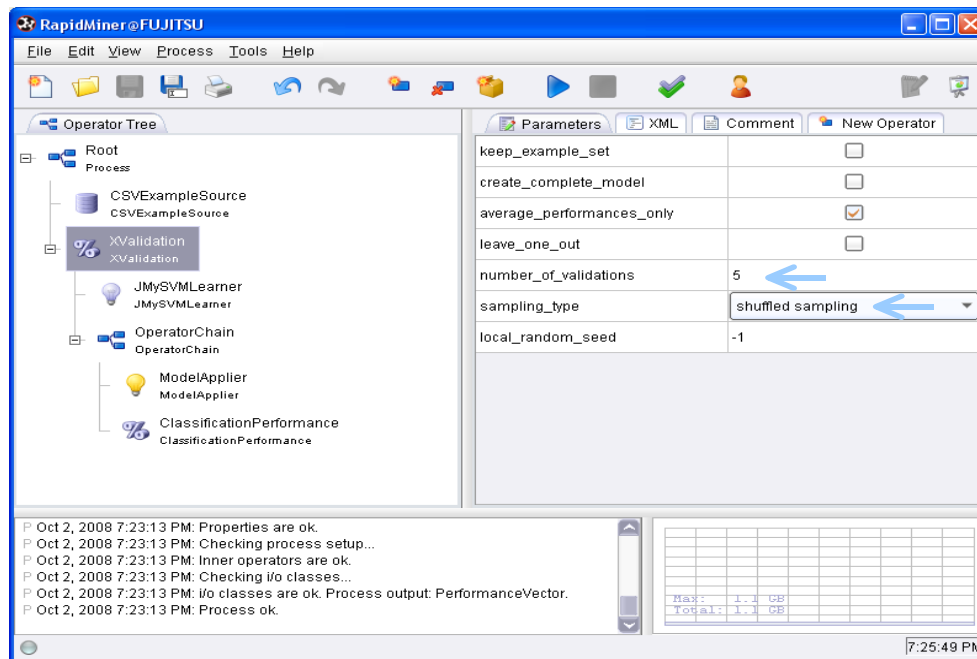 RapidMiner@FUJITSU
File Edit View Process Tools Help
Operator Tree
Root
Process
CSVExampleSource
CSVExampleSource
XValidation
XValidation
JMySVMLearner
JMySVMLearner
OperatorChain
OperatorChain
ModelApplier
ModelApplier
ClassificationPerformance
ClassificationPerformance
Parameters XML Comment New Operator
keep_example_set
create_complete_model
average_performances_only
leave_one_out
number_of_validations 5
sampling_type shuffled sampling
local_random_seed -1
P Oct 2, 2008 7:23:13 PM: Properties are ok.
P Oct 2, 2008 7:23:13 PM: Checking process setup...
P Oct 2, 2008 7:23:13 PM: Inner operators are ok.
P Oct 2, 2008 7:23:13 PM: Checking i/o classes...
P Oct 2, 2008 7:23:13 PM: i/o classes are ok. Process output: PerformanceVector.
P Oct 2, 2008 7:23:13 PM: Process ok.
Max: 1.1 GB
Total: 1.1 GB
7:25:49 PM